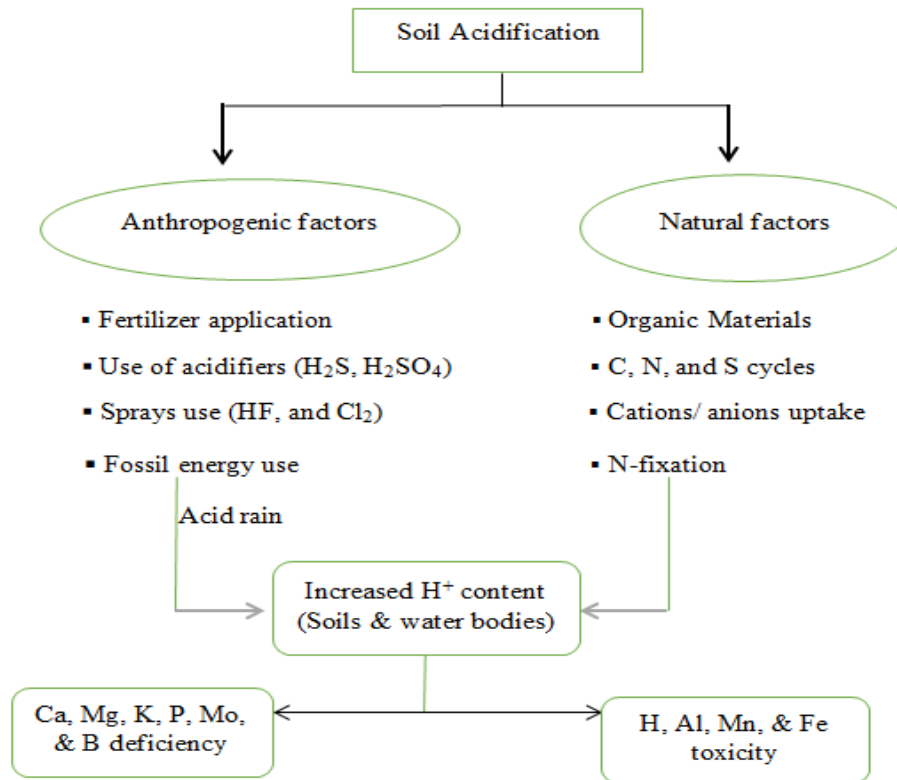 Soil Acidification
Anthropogenic factors
Natural factors
▪ Fertilizer application
▪ Use of acidifiers (H₂S, H₂SO₄)
▪ Sprays use (HF, and Cl₂)
▪ Fossil energy use
Acid rain
▪ Organic Materials
▪ C, N, and S cycles
▪ Cations/ anions uptake
▪ N-fixation
Increased H⁺ content
(Soils & water bodies)
Ca, Mg, K, P, Mo,
& B deficiency
H, Al, Mn, & Fe
toxicity